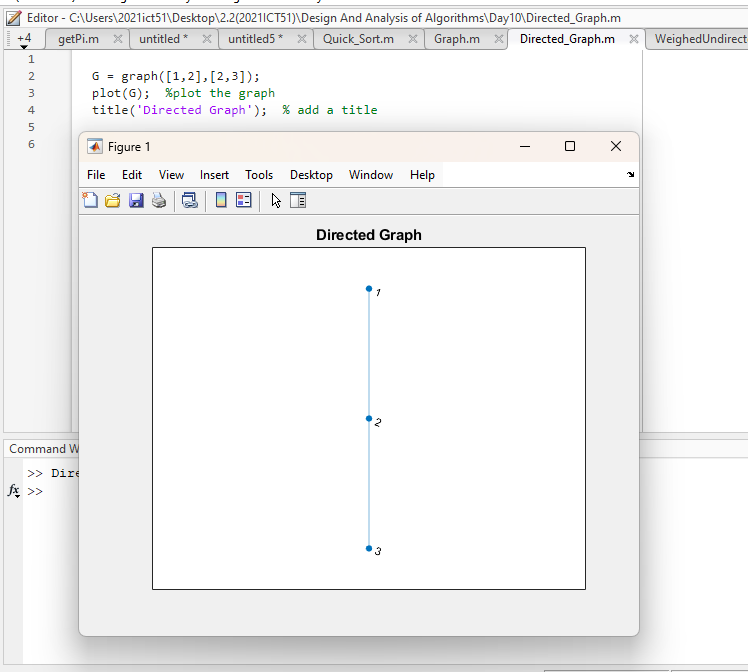 Editor - C:\Users\2021ict51\Desktop\2.2(2021ICT51)\Design And Analysis of Algorithms\Day10\Directed_Graph.m
+4 getPi.m untitled * untitled5 * Quick_Sort.m Graph.m Directed_Graph.m WeighedUndirect
1
2 G = graph([1,2],[2,3]);
3 plot(G); %plot the graph
4 title('Directed Graph'); % add a title
5
6
Figure 1
File Edit View Insert Tools Desktop Window Help
Directed Graph
1
2
3
Command W
>> Dire
fx >>